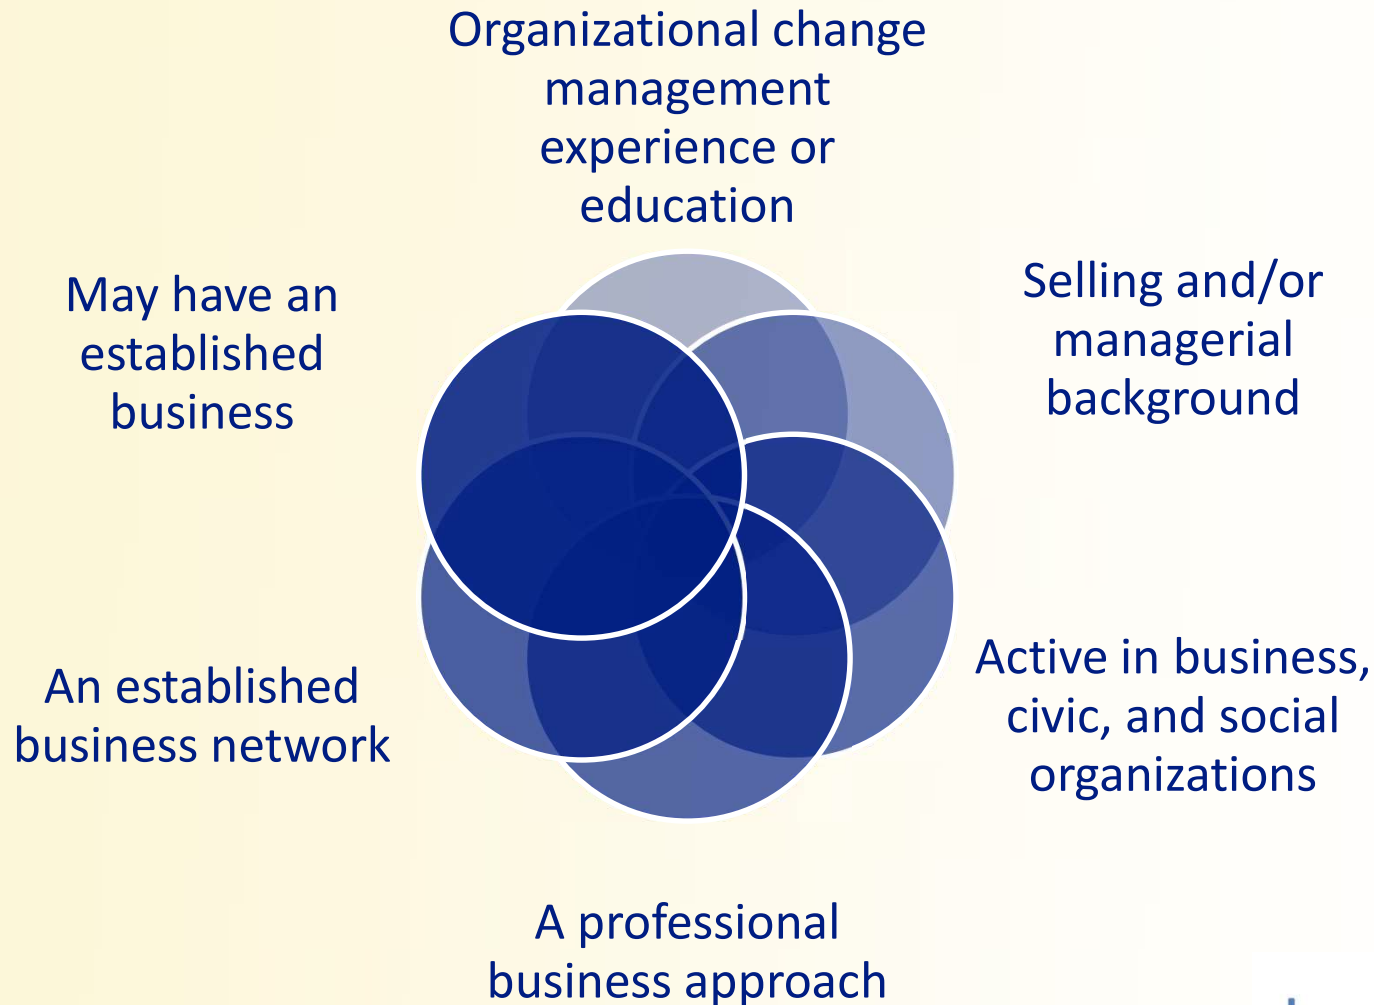 Organizational change
management
experience or
education
Selling and/or
managerial
background
Active in business,
civic, and social
organizations
A professional
business approach
An established
business network
May have an
established
business